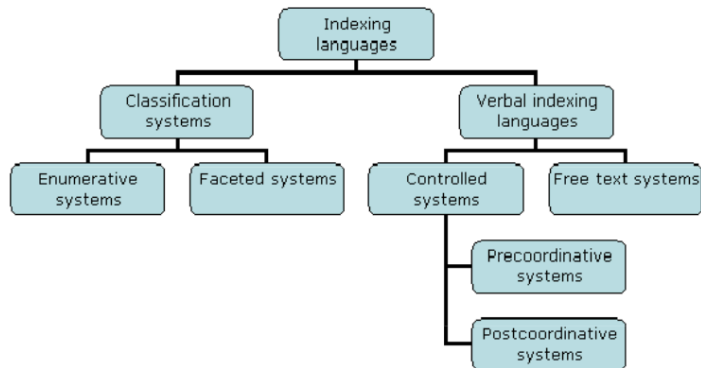 Indexing
languages
Classification
systems
Verbal indexing
languages
Enumerative
systems
Faceted systems
Controlled
systems
Free text systems
Precoordinative
systems
Postcoordinative
systems